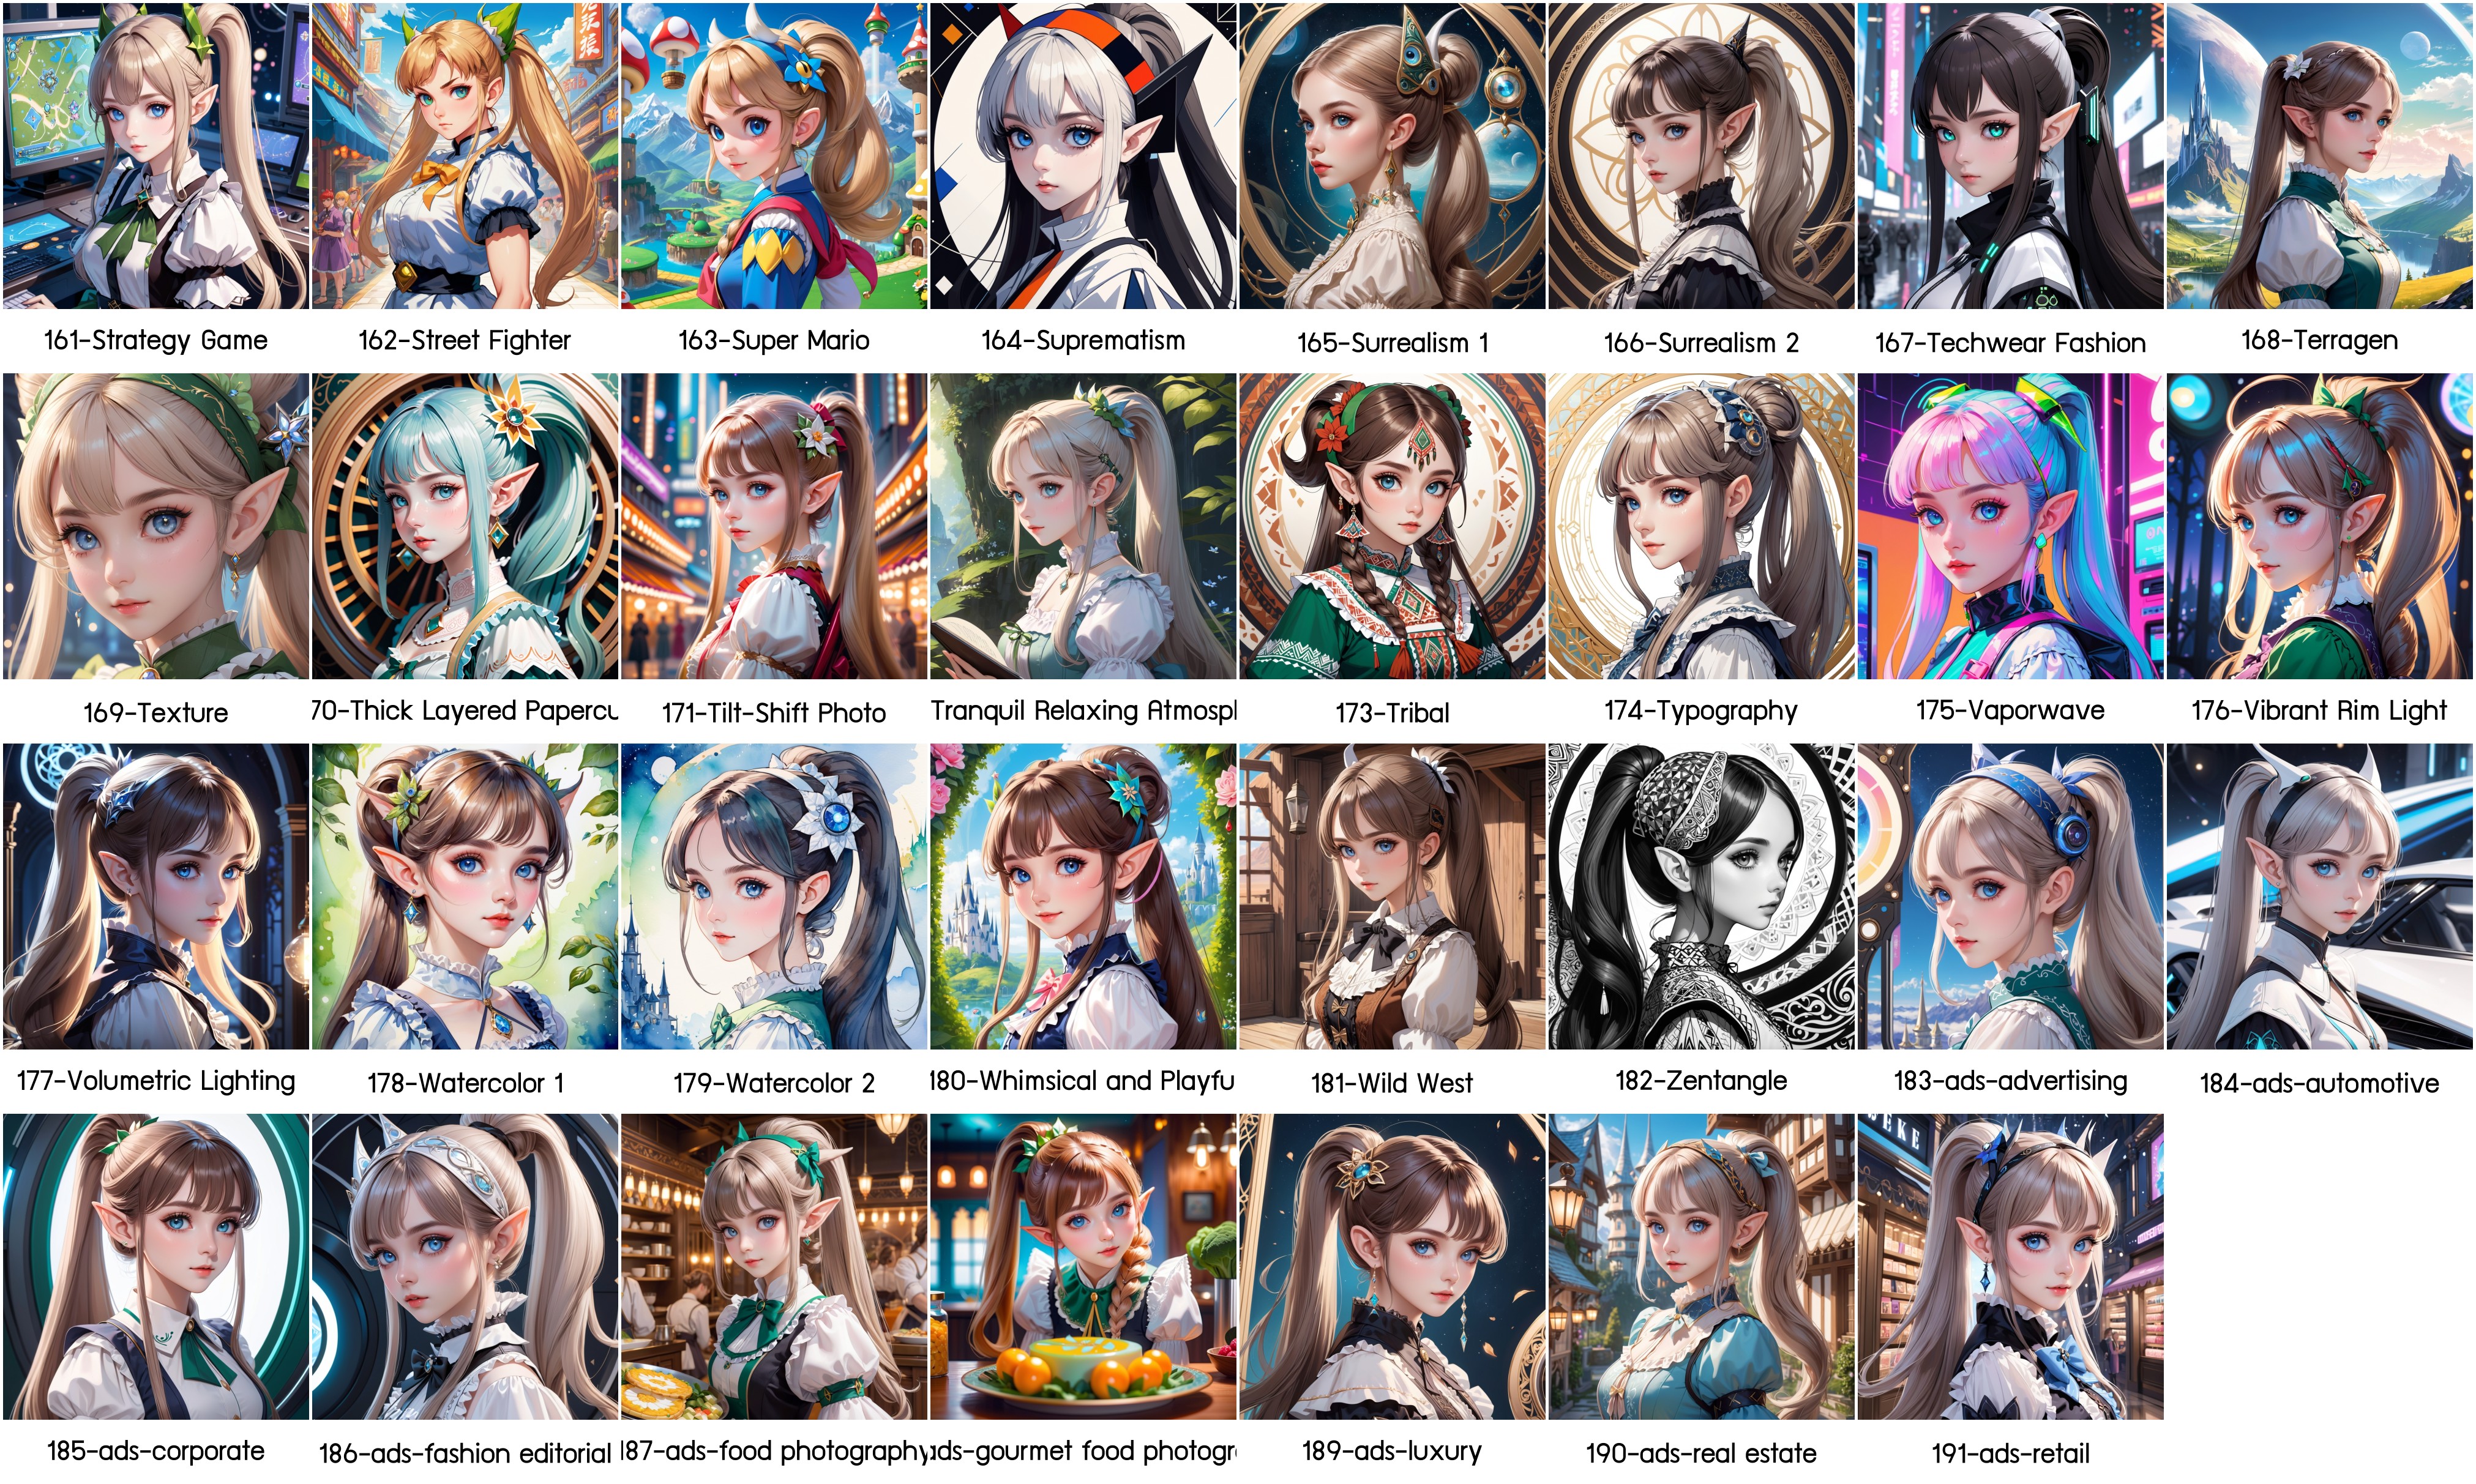 161-Strategy Game
162-Street Fighter
163-Super Mario
164-Suprematism
165-Surrealism 1
166-Surrealism 2
167-Techwear Fashion
168-Terragen
169-Texture
70-Thick Layered Papercu
171-Tilt-Shift Photo
Tranquil Relaxing Atmospl
173-Tribal
174-Typography
175-Vaporwave
176-Vibrant Rim Light
177-Volumetric Lighting
178-Watercolor 1
179-Watercolor 2
180-Whimsical and Playfu
181-Wild West
182-Zentangle
183-ads-advertising
184-ads-automotive
185-ads-corporate
186-ads-fashion editorial
187-ads-food photography
ads-gourmet food photogr
189-ads-luxury
190-ads-real estate
191-ads-retail